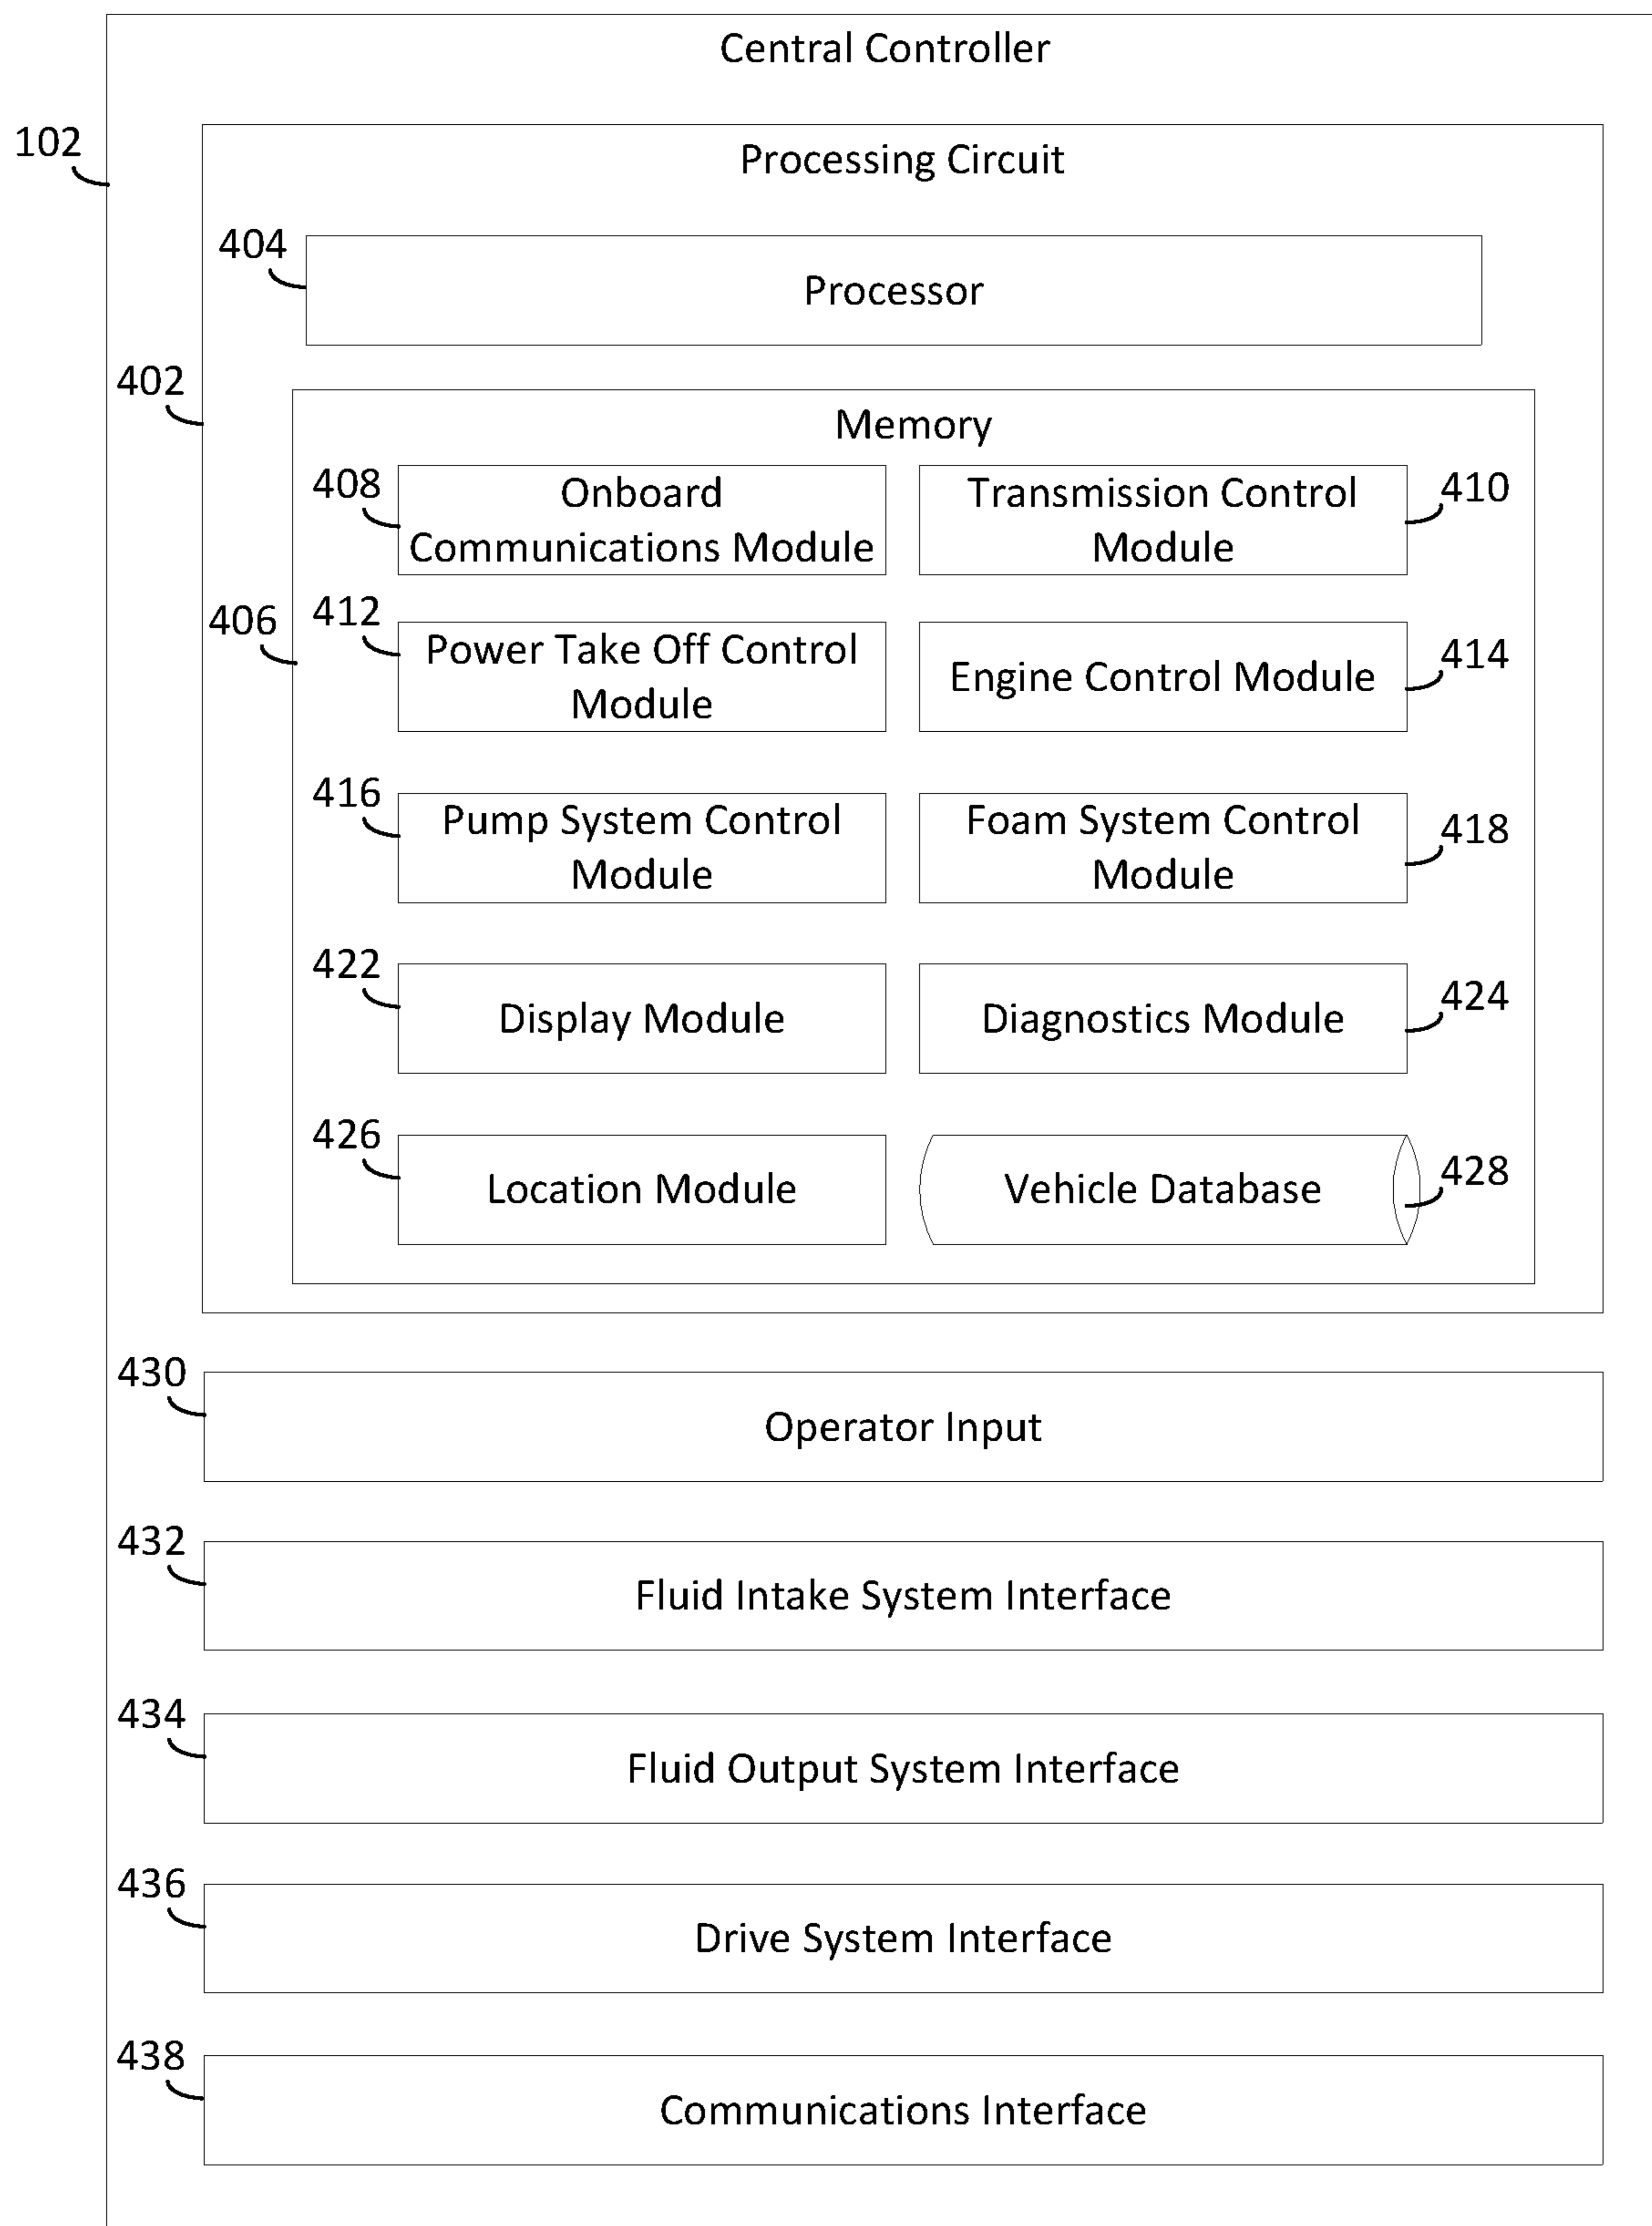 Central Controller
102
Processing Circuit
404
Processor
402
Memory
408
Onboard
Communications Module
Transmission Control
Module
410
406
412
Power Take Off Control
Module
Engine Control Module
414
416
Pump System Control
Module
Foam System Control
Module
418
422
Display Module
Diagnostics Module
424
426
Location Module
Vehicle Database
428
430
Operator Input
432
Fluid Intake System Interface
434
Fluid Output System Interface
436
Drive System Interface
438
Communications Interface